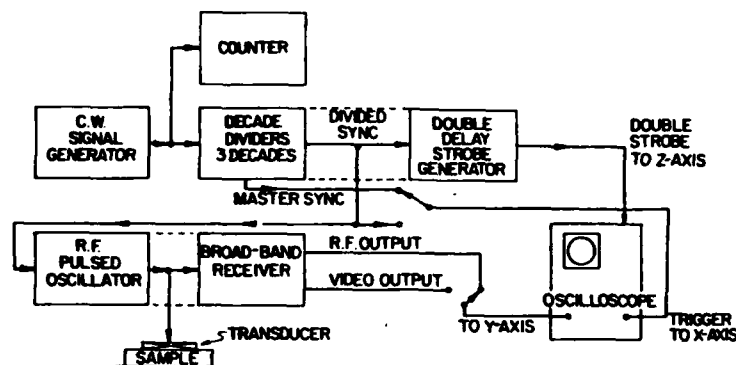 COUNTER
C.W.
SIGNAL
GENERATOR
DECADE
DIVIDERS
3 DECADES
DIVIDED
SYNC
DOUBLE
DELAY
STROBE
GENERATOR
DOUBLE
STROBE
TO Z-AXIS
MASTER SYNC
R.F.
PULSED
OSCILLATOR
BROAD-BAND
RECEIVER
R.F. OUTPUT
VIDEO OUTPUT
TO Y-AXIS
OSCILLOSCOPE
TRIGGER
TO X-AXIS
TRANSDUCER
SAMPLE